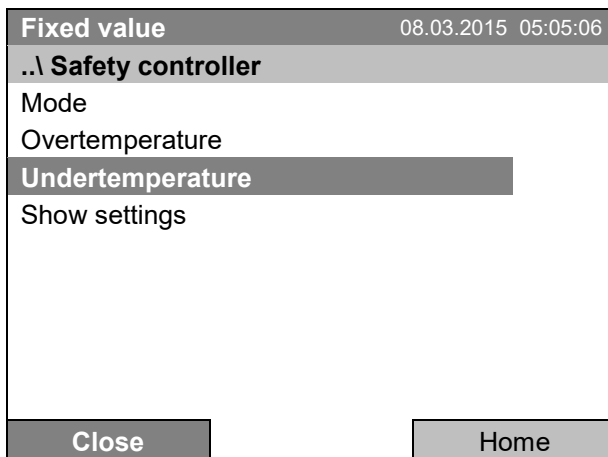 Fixed value 08.03.2015 05:05:06
..\ Safety controller
Mode
Overtemperature
Undertemperature
Show settings
Close Home